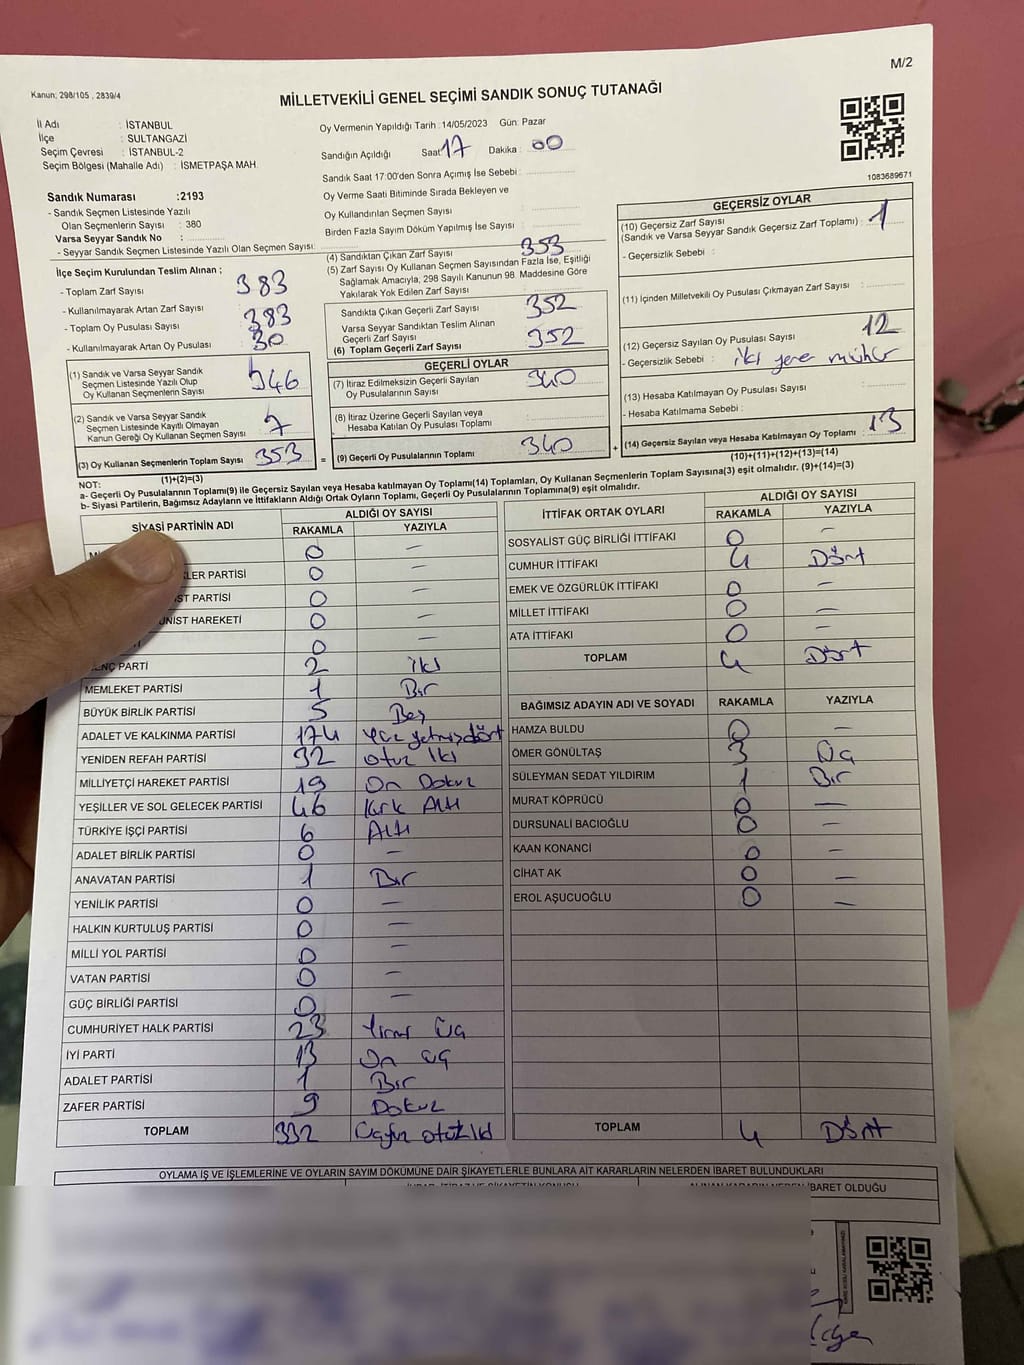 M/2
Kanun: 298/105 , 2839/4
MİLLETVEKİLİ GENEL SEÇİMİ SANDIK SONUÇ TUTANAĞI
İl Adı : İSTANBUL
İlçe : SULTANGAZİ
Seçim Çevresi : İSTANBUL-2
Seçim Bölgesi (Mahalle Adı) : İSMETPAŞA MAH.
Sandık Numarası :2193
- Sandık Seçmen Listesinde Yazılı
Olan Seçmenlerin Sayısı : 380
Varsa Seyyar Sandık No :
- Seyyar Sandık Seçmen Listesinde Yazılı Olan Seçmen Sayısı:
Oy Vermenin Yapıldığı Tarih : 14/05/2023 Gün: Pazar
Sandığın Açıldığı Saat 17 Dakika : 00
Sandık Saat 17:00'den Sonra Açımış İse Sebebi :
Oy Verme Saati Bitiminde Sırada Bekleyen ve
Oy Kullandırılan Seçmen Sayısı :
Birden Fazla Sayım Döküm Yapılmış İse Sayısı :
1083689671
İlçe Seçim Kurulundan Teslim Alınan ;
- Toplam Zarf Sayısı 383
- Kullanılmayarak Artan Zarf Sayısı : 383
- Toplam Oy Pusulası Sayısı :
- Kullanılmayarak Artan Oy Pusulası : 30
(1) Sandık ve Varsa Seyyar Sandık
Seçmen Listesinde Yazılı Olup
Oy Kullanan Seçmenlerin Sayısı 346
(2) Sandık ve Varsa Seyyar Sandık
Seçmen Listesinde Kayıtlı Olmayan
Kanun Gereği Oy Kullanan Seçmen Sayısı : 7
(3) Oy Kullanan Seçmenlerin Toplam Sayısı 353
(1)+(2)=(3)
(4) Sandıktan Çıkan Zarf Sayısı 353
(5) Zarf Sayısı Oy Kullanan Seçmen Sayısından Fazla İse, Eşitliği
Sağlamak Amacıyla, 298 Sayılı Kanunun 98. Maddesine Göre
Yakılarak Yok Edilen Zarf Sayısı :
Sandıkta Çıkan Geçerli Zarf Sayısı : 352
Varsa Seyyar Sandıktan Teslim Alınan
Geçerli Zarf Sayısı :
(6) Toplam Geçerli Zarf Sayısı : 352
GEÇERLİ OYLAR
(7) İtiraz Edilmeksizin Geçerli Sayılan
Oy Pusulalarının Sayısı : 340
(8) İtiraz Üzerine Geçerli Sayılan veya
Hesaba Katılan Oy Pusulası Toplamı :
= (9) Geçerli Oy Pusulalarının Toplamı : 340 +
GEÇERSİZ OYLAR
(10) Geçersiz Zarf Sayısı
(Sandık ve Varsa Seyyar Sandık Geçersiz Zarf Toplamı) : 1
- Geçersizlik Sebebi :
(11) İçinden Milletvekili Oy Pusulası Çıkmayan Zarf Sayısı :
(12) Geçersiz Sayılan Oy Pusulası Sayısı 12
- Geçersizlik Sebebi : iki yere mühür
(13) Hesaba Katılmayan Oy Pusulası Sayısı :
- Hesaba Katılmama Sebebi :
(14) Geçersiz Sayılan veya Hesaba Katılmayan Oy Toplamı : 13
(10)+(11)+(12)+(13)=(14)
NOT:
a- Geçerli Oy Pusulalarının Toplamı(9) ile Geçersiz Sayılan veya Hesaba katılmayan Oy Toplamı(14) Toplamları, Oy Kullanan Seçmenlerin Toplam Sayısına(3) eşit olmalıdır. (9)+(14)=(3)
b- Siyasi Partilerin, Bağımsız Adayların ve İttifakların Aldığı Ortak Oyların Toplamı, Geçerli Oy Pusulalarının Toplamına(9) eşit olmalıdır.
SİYASİ PARTİNİN ADI ALDIĞI OY SAYISI
RAKAMLA YAZIYLA
0 —
LER PARTİSİ 0 —
ST PARTİSİ 0 —
NİST HAREKETİ 0 —
0 —
GENÇ PARTİ 2 iki
MEMLEKET PARTİSİ 1 Bir
BÜYÜK BİRLİK PARTİSİ 5 Beş
ADALET VE KALKINMA PARTİSİ 174 Yüz yetmişdört
YENİDEN REFAH PARTİSİ 32 otuz iki
MİLLİYETÇİ HAREKET PARTİSİ 19 On Dokuz
YEŞİLLER VE SOL GELECEK PARTİSİ 46 Kırk Altı
TÜRKİYE İŞÇİ PARTİSİ 6 Altı
ADALET BİRLİK PARTİSİ 0 —
ANAVATAN PARTİSİ 1 Bir
YENİLİK PARTİSİ 0 —
HALKIN KURTULUŞ PARTİSİ 0 —
MİLLİ YOL PARTİSİ 0 —
VATAN PARTİSİ 0 —
GÜÇ BİRLİĞİ PARTİSİ 0 —
CUMHURİYET HALK PARTİSİ 23 Yirmi üç
İYİ PARTİ 13 On üç
ADALET PARTİSİ 1 Bir
ZAFER PARTİSİ 9 Dokuz
TOPLAM 332 Üçyüz otuz iki
İTTİFAK ORTAK OYLARI ALDIĞI OY SAYISI
RAKAMLA YAZIYLA
SOSYALİST GÜÇ BİRLİĞİ İTTİFAKI 0 —
CUMHUR İTTİFAKI 4 Dört
EMEK VE ÖZGÜRLÜK İTTİFAKI 0 —
MİLLET İTTİFAKI 0 —
ATA İTTİFAKI 0 —
TOPLAM 4 Dört
BAĞIMSIZ ADAYIN ADI VE SOYADI RAKAMLA YAZIYLA
HAMZA BULDU 0 —
ÖMER GÖNÜLTAŞ 3 Üç
SÜLEYMAN SEDAT YILDIRIM 1 Bir
MURAT KÖPRÜCÜ 0 —
DURSUNALİ BACIOĞLU 0 —
KAAN KONANCİ 0 —
CİHAT AK 0 —
EROL AŞUCUOĞLU 0 —
TOPLAM 4 Dört
OYLAMA İŞ VE İŞLEMLERİNE VE OYLARIN SAYIM DÖKÜMÜNE DAİR ŞİKAYETLERLE BUNLARA AİT KARARLARIN NELERDEN İBARET BULUNDUKLARI
İBARET OLDUĞU